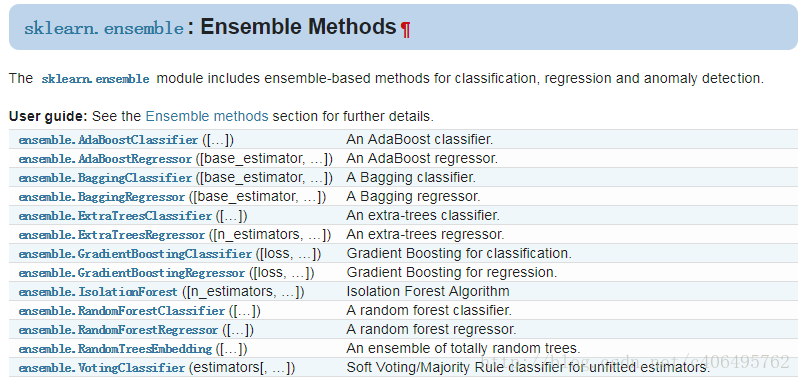 sklearn.ensemble: Ensemble Methods¶
The sklearn.ensemble module includes ensemble-based methods for classification, regression and anomaly detection.
User guide: See the Ensemble methods section for further details.
ensemble.AdaBoostClassifier ([...]) An AdaBoost classifier.
ensemble.AdaBoostRegressor ([base_estimator, ...]) An AdaBoost regressor.
ensemble.BaggingClassifier ([base_estimator, ...]) A Bagging classifier.
ensemble.BaggingRegressor ([base_estimator, ...]) A Bagging regressor.
ensemble.ExtraTreesClassifier ([...]) An extra-trees classifier.
ensemble.ExtraTreesRegressor ([n_estimators, ...]) An extra-trees regressor.
ensemble.GradientBoostingClassifier ([loss, ...]) Gradient Boosting for classification.
ensemble.GradientBoostingRegressor ([loss, ...]) Gradient Boosting for regression.
ensemble.IsolationForest ([n_estimators, ...]) Isolation Forest Algorithm
ensemble.RandomForestClassifier ([...]) A random forest classifier.
ensemble.RandomForestRegressor ([...]) A random forest regressor.
ensemble.RandomTreesEmbedding ([...]) An ensemble of totally random trees.
ensemble.VotingClassifier (estimators[, ...]) Soft Voting/Majority Rule classifier for unfitted estimators.
http://blog.csdn.net/c406495762